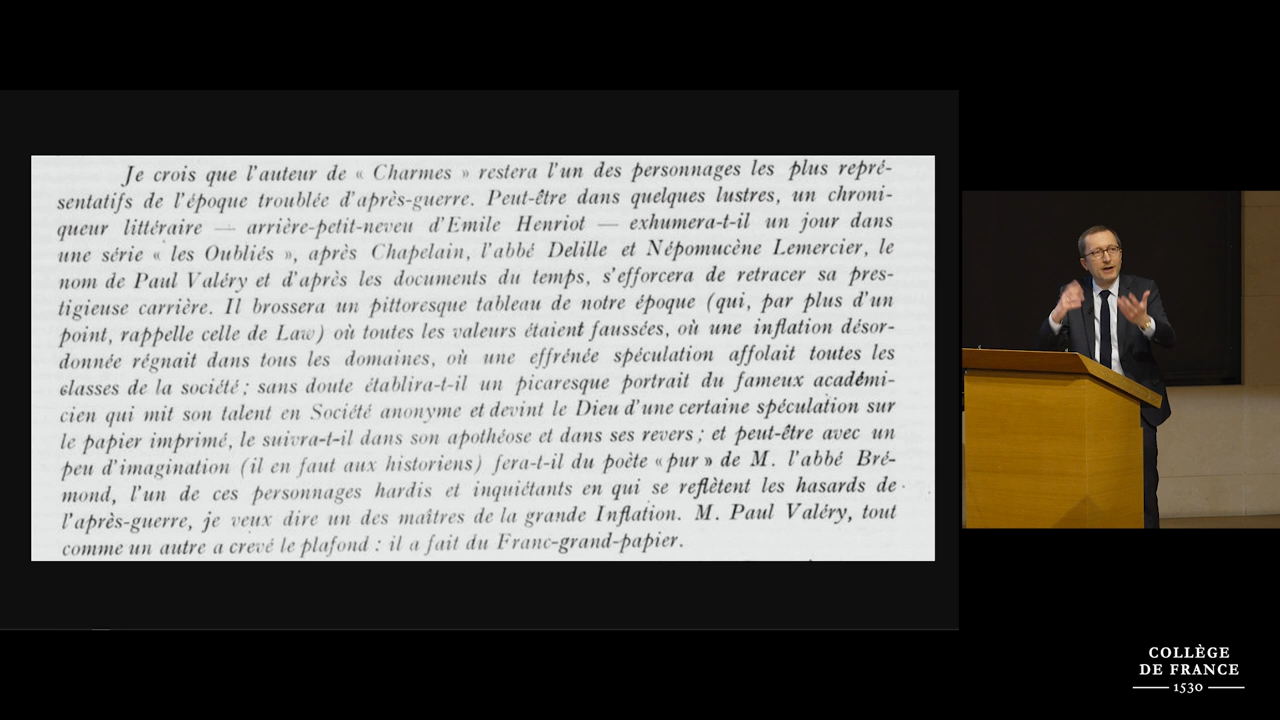 Je crois que l'auteur de « Charmes » restera l'un des personnages les plus repré-
sentatifs de l'époque troublée d'après-guerre. Peut-être dans quelques lustres, un chroni-
queur littéraire — arrière-petit-neveu d'Emile Henriot — exhumera-t-il un jour dans
une série « les Oubliés », après Chapelain, l'abbé Delille et Népomucène Lemercier, le
nom de Paul Valéry et d'après les documents du temps, s'efforcera de retracer sa pres-
tigieuse carrière. Il brossera un pittoresque tableau de notre époque (qui, par plus d'un
point, rappelle celle de Law) où toutes les valeurs étaient faussées, où une inflation désor-
donnée régnait dans tous les domaines, où une effrénée spéculation affolait toutes les
classes de la société ; sans doute établira-t-il un picaresque portrait du fameux académi-
cien qui mit son talent en Société anonyme et devint le Dieu d'une certaine spéculation sur
le papier imprimé, le suivra-t-il dans son apothéose et dans ses revers ; et peut-être avec un
peu d'imagination (il en faut aux historiens) fera-t-il du poète « pur » de M. l'abbé Bré-
mond, l'un de ces personnages hardis et inquiétants en qui se reflètent les hasards de
l'après-guerre, je veux dire un des maîtres de la grande Inflation. M. Paul Valéry, tout
comme un autre a crevé le plafond : il a fait du Franc-grand-papier.
COLLÈGE
DE FRANCE
1530